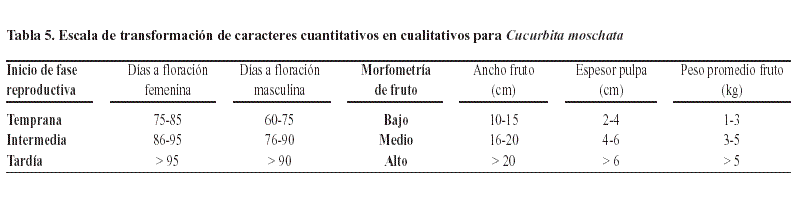 Tabla 5. Escala de transformación de caracteres cuantitativos en cualitativos para Cucurbita moschata
Inicio de fase Días a floración Días a floración Morfometría Ancho fruto Espesor pulpa Peso promedio fruto
reproductiva femenina masculina de fruto (cm) (cm) (kg)
Temprana 75-85 60-75 Bajo 10-15 2-4 1-3
Intermedia 86-95 76-90 Medio 16-20 4-6 3-5
Tardía > 95 > 90 Alto > 20 > 6 > 5